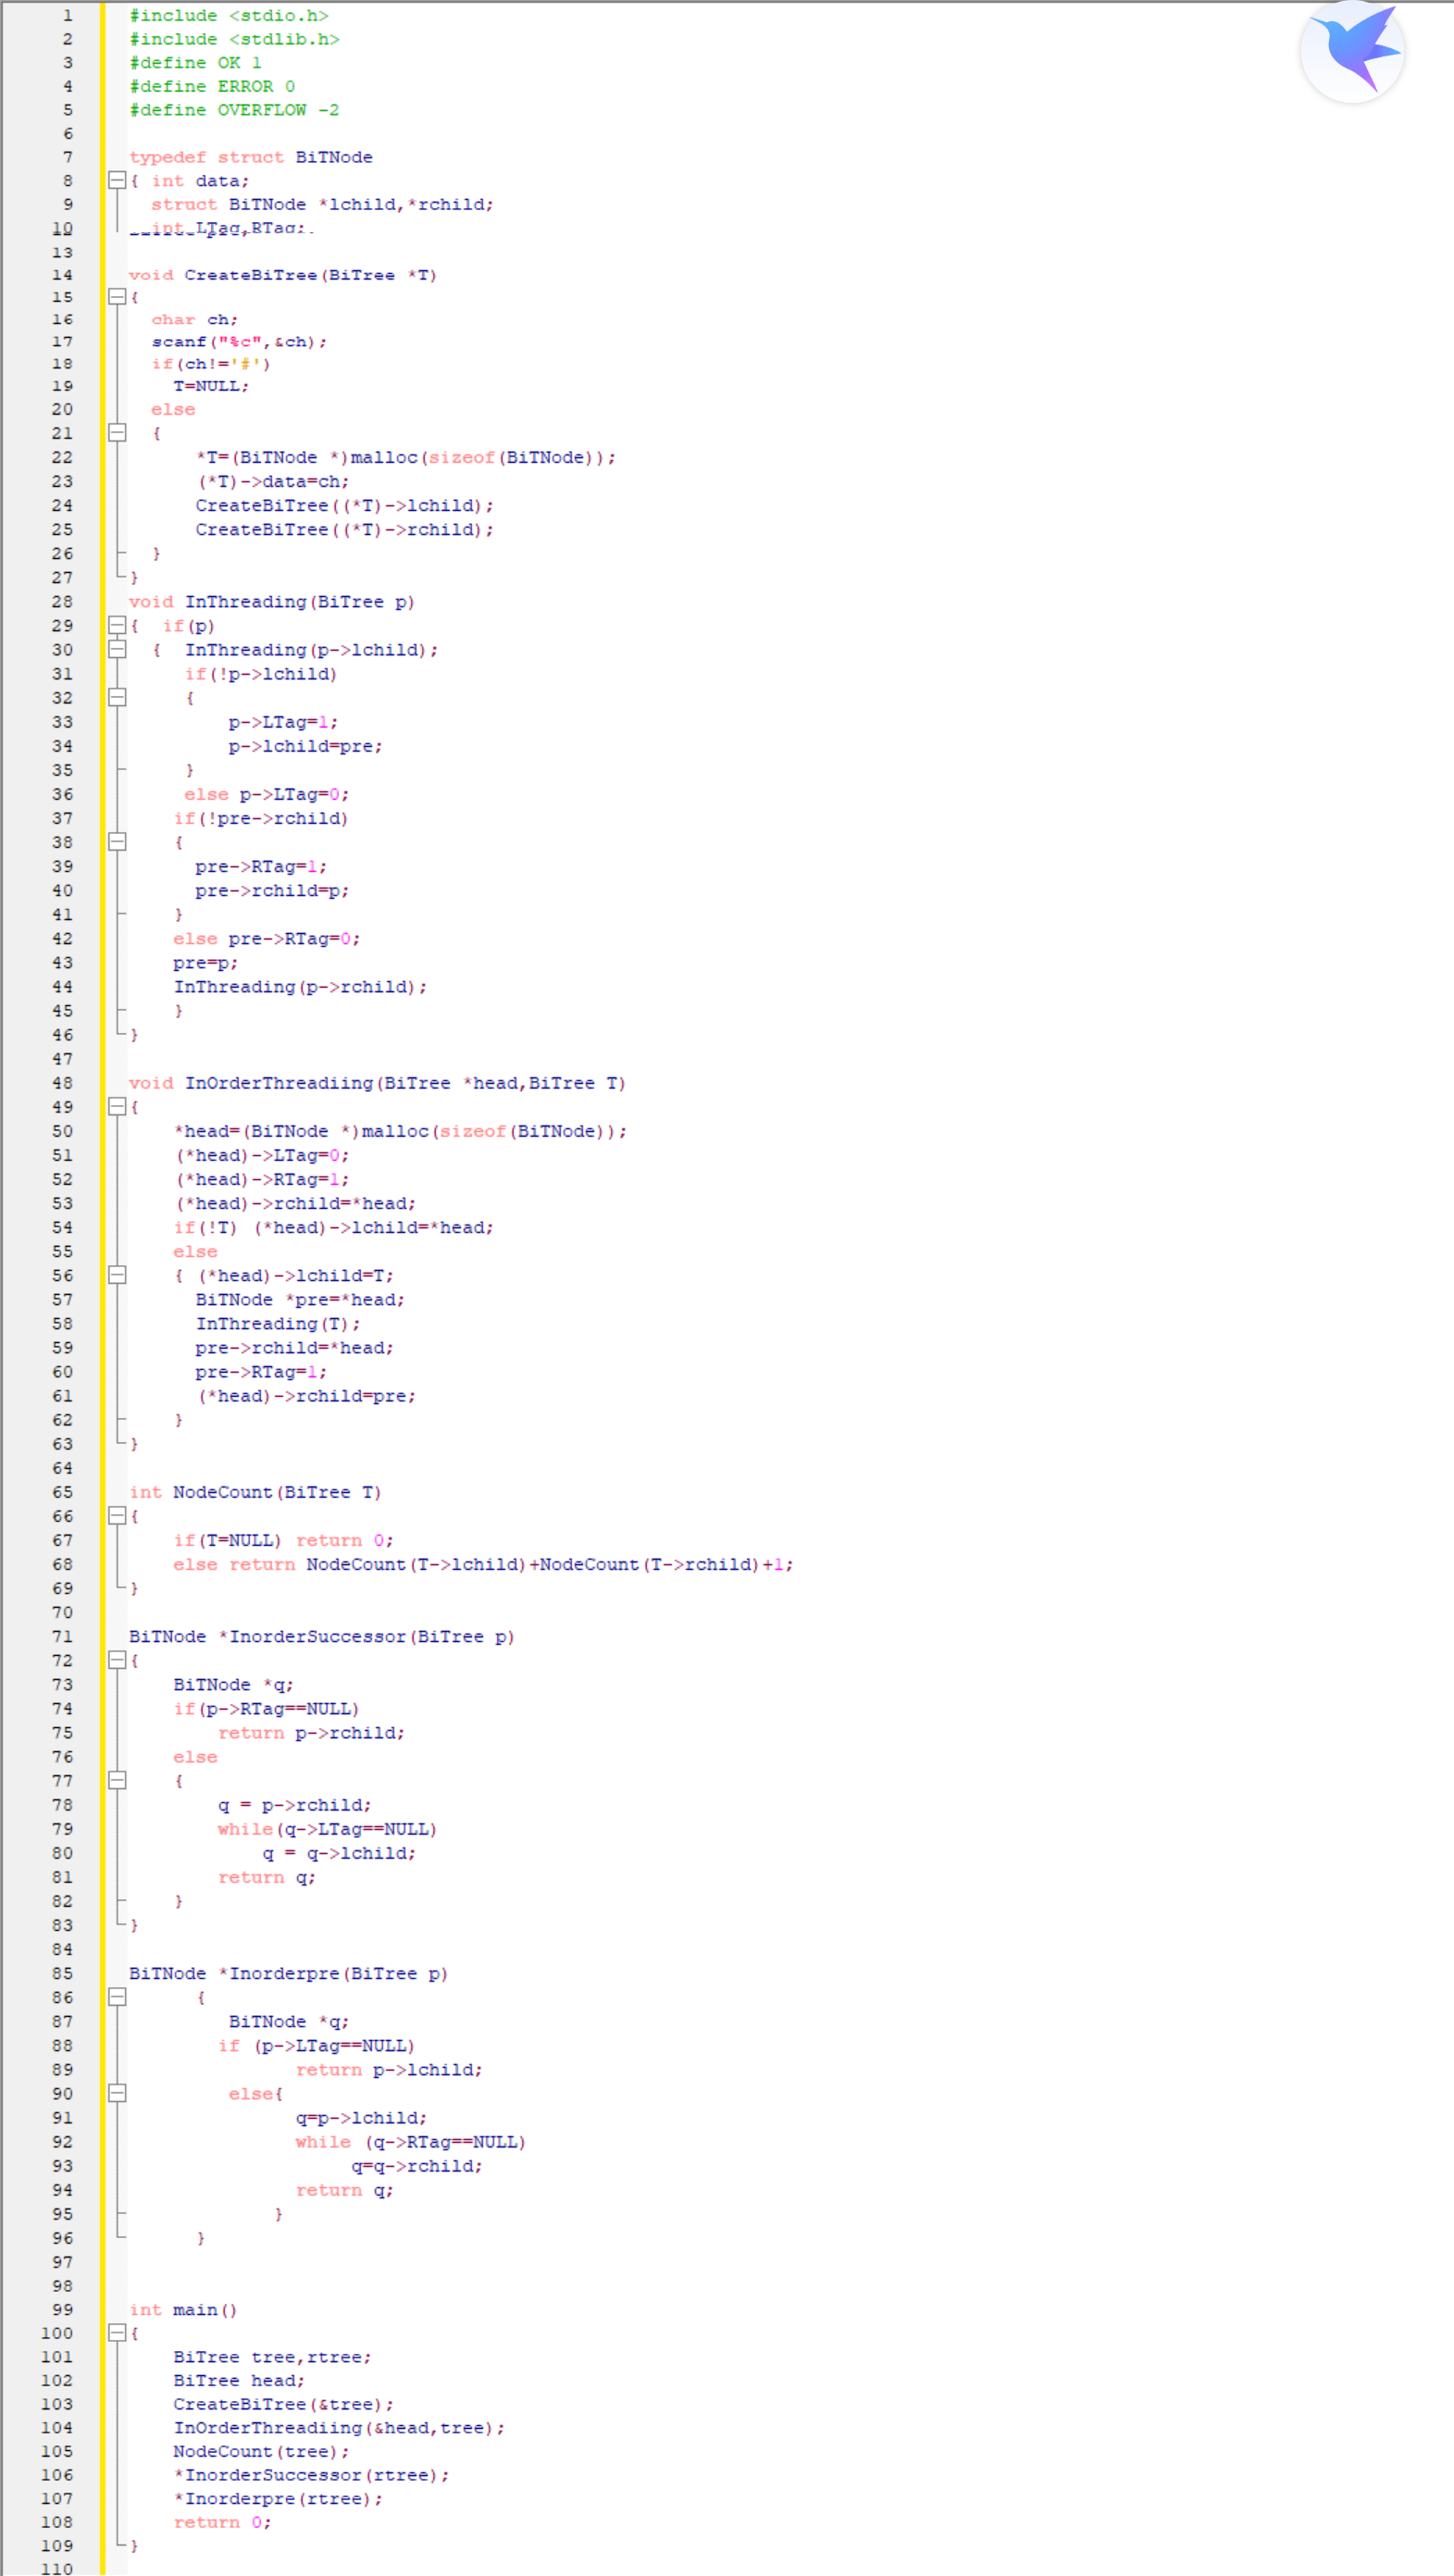 1 #include <stdio.h>
2 #include <stdlib.h>
3 #define OK 1
4 #define ERROR 0
5 #define OVERFLOW -2
6
7 typedef struct BiTNode
8 { int data;
9 struct BiTNode *lchild,*rchild;
10 int LTag,RTag;
13
14 void CreateBiTree(BiTree *T)
15 {
16 char ch;
17 scanf("%c",&ch);
18 if(ch!='#')
19 T=NULL;
20 else
21 {
22 *T=(BiTNode *)malloc(sizeof(BiTNode));
23 (*T)->data=ch;
24 CreateBiTree((*T)->lchild);
25 CreateBiTree((*T)->rchild);
26 }
27 }
28 void InThreading(BiTree p)
29 { if(p)
30 { InThreading(p->lchild);
31 if(!p->lchild)
32 {
33 p->LTag=1;
34 p->lchild=pre;
35 }
36 else p->LTag=0;
37 if(!pre->rchild)
38 {
39 pre->RTag=1;
40 pre->rchild=p;
41 }
42 else pre->RTag=0;
43 pre=p;
44 InThreading(p->rchild);
45 }
46 }
47
48 void InOrderThreadiing(BiTree *head,BiTree T)
49 {
50 *head=(BiTNode *)malloc(sizeof(BiTNode));
51 (*head)->LTag=0;
52 (*head)->RTag=1;
53 (*head)->rchild=*head;
54 if(!T) (*head)->lchild=*head;
55 else
56 { (*head)->lchild=T;
57 BiTNode *pre=*head;
58 InThreading(T);
59 pre->rchild=*head;
60 pre->RTag=1;
61 (*head)->rchild=pre;
62 }
63 }
64
65 int NodeCount(BiTree T)
66 {
67 if(T=NULL) return 0;
68 else return NodeCount(T->lchild)+NodeCount(T->rchild)+1;
69 }
70
71 BiTNode *InorderSuccessor(BiTree p)
72 {
73 BiTNode *q;
74 if(p->RTag==NULL)
75 return p->rchild;
76 else
77 {
78 q = p->rchild;
79 while(q->LTag==NULL)
80 q = q->lchild;
81 return q;
82 }
83 }
84
85 BiTNode *Inorderpre(BiTree p)
86 {
87 BiTNode *q;
88 if (p->LTag==NULL)
89 return p->lchild;
90 else{
91 q=p->lchild;
92 while (q->RTag==NULL)
93 q=q->rchild;
94 return q;
95 }
96 }
97
98
99 int main()
100 {
101 BiTree tree,rtree;
102 BiTree head;
103 CreateBiTree(&tree);
104 InOrderThreadiing(&head,tree);
105 NodeCount(tree);
106 *InorderSuccessor(rtree);
107 *Inorderpre(rtree);
108 return 0;
109 }
110